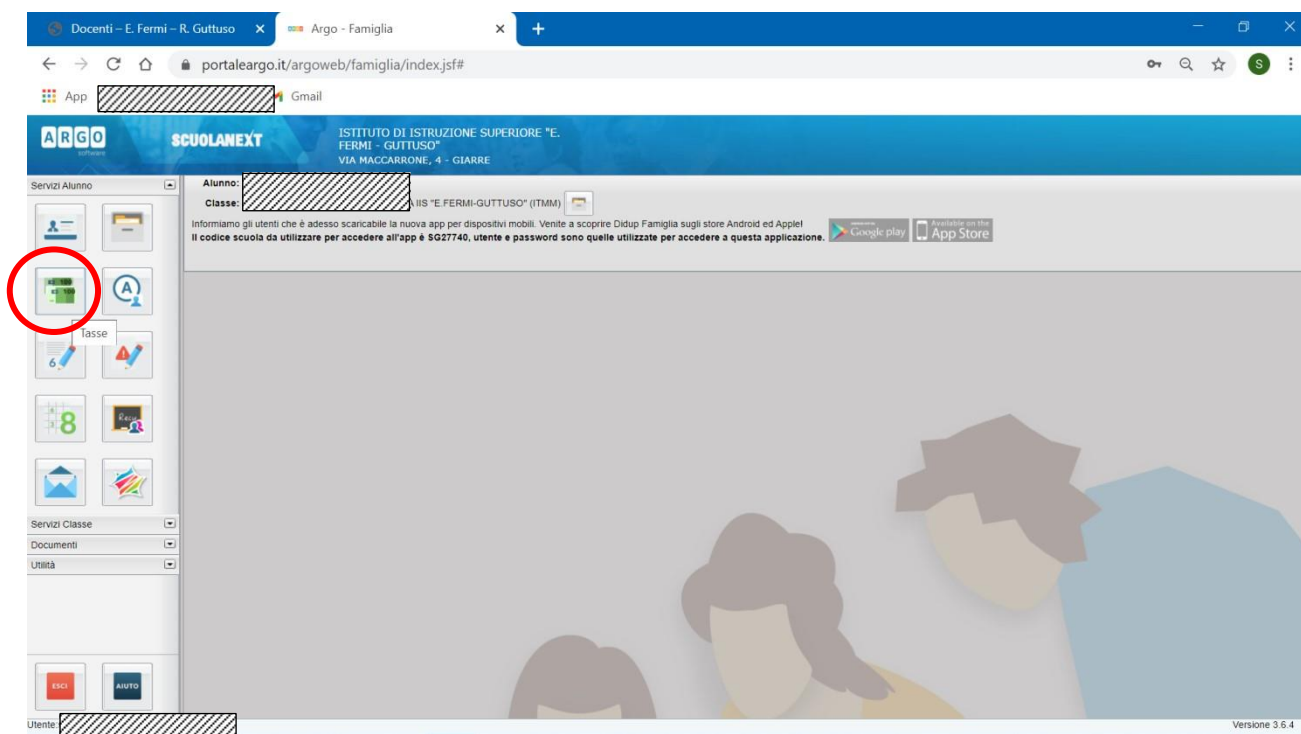 Docenti – E. Fermi – R. Guttuso
Argo - Famiglia
portaleargo.it/argoweb/famiglia/index.jsf#
S
App
Gmail
ARGO
software
SCUOLANEXT
ISTITUTO DI ISTRUZIONE SUPERIORE "E.
FERMI - GUTTUSO"
VIA MACCARRONE, 4 - GIARRE
Servizi Alunno
Alunno:
Classe: A IIS "E.FERMI-GUTTUSO" (ITMM)
Informiamo gli utenti che è adesso scaricabile la nuova app per dispositivi mobili. Venite a scoprire Didup Famiglia sugli store Android ed Apple!
Il codice scuola da utilizzare per accedere all'app è SG27740, utente e password sono quelle utilizzate per accedere a questa applicazione.
Google play
Available on the
App Store
100
100
A
Tasse
6
8
Servizi Classe
Documenti
Utilità
ESCI
AIUTO
Utente:
Versione 3.6.4